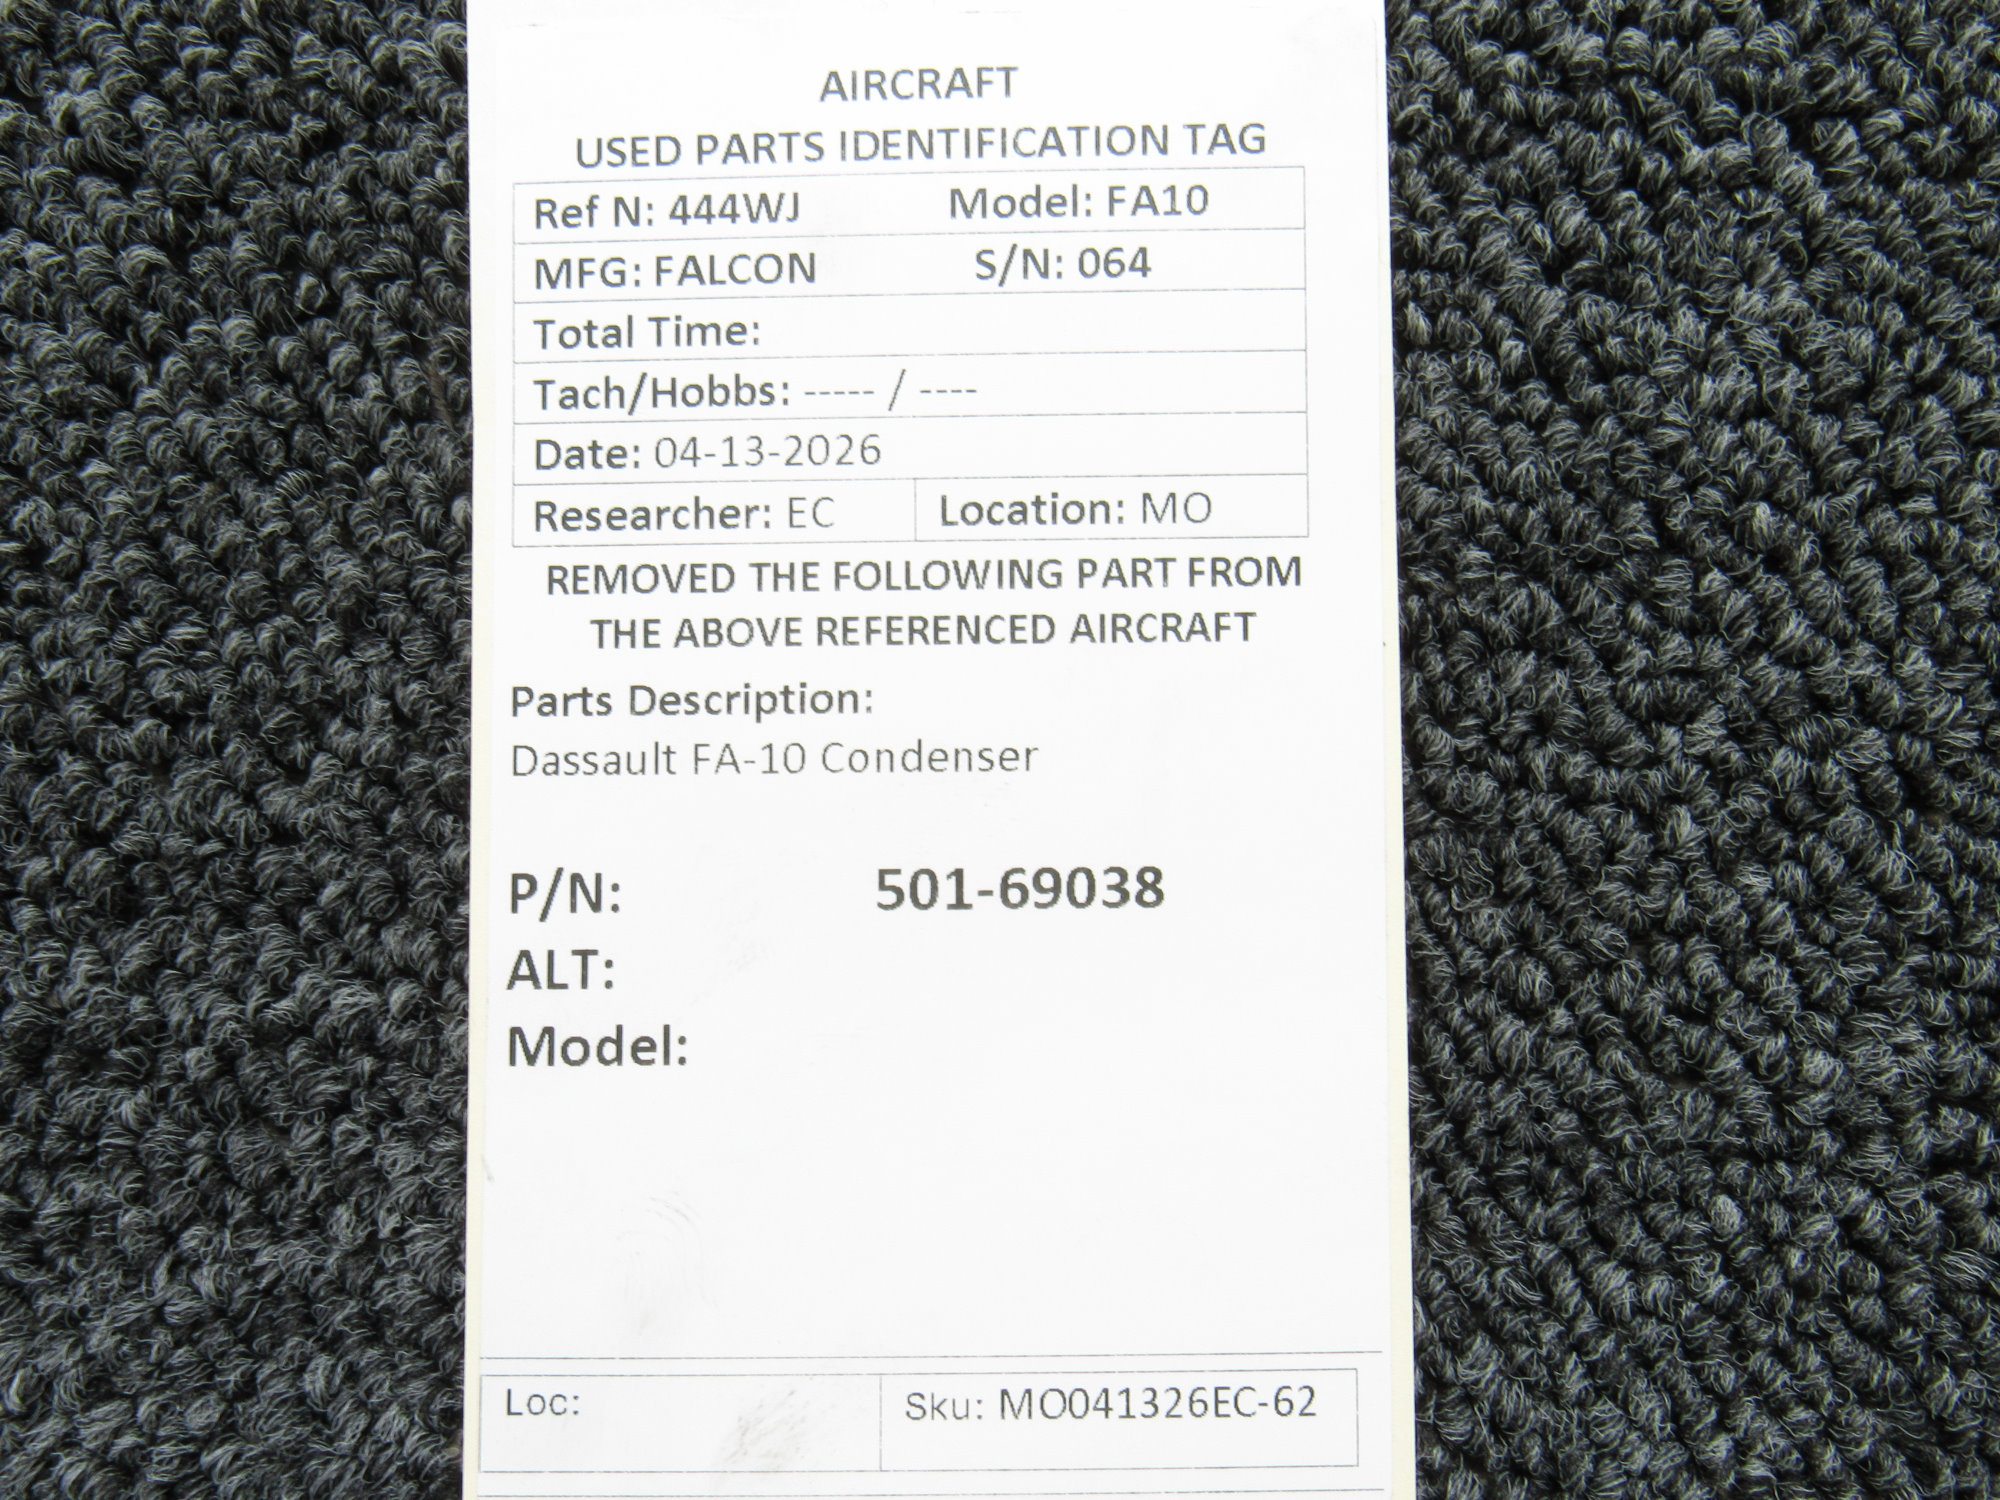 AIRCRAFT
USED PARTS IDENTIFICATION TAG
Ref N: 444WJ Model: FA10
MFG: FALCON S/N: 064
Total Time:
Tach/Hobbs: ----- / ----
Date: 04-13-2026
Researcher: EC Location: MO
REMOVED THE FOLLOWING PART FROM
THE ABOVE REFERENCED AIRCRAFT
Parts Description:
Dassault FA-10 Condenser
P/N: 501-69038
ALT:
Model:
Loc: Sku: MO041326EC-62